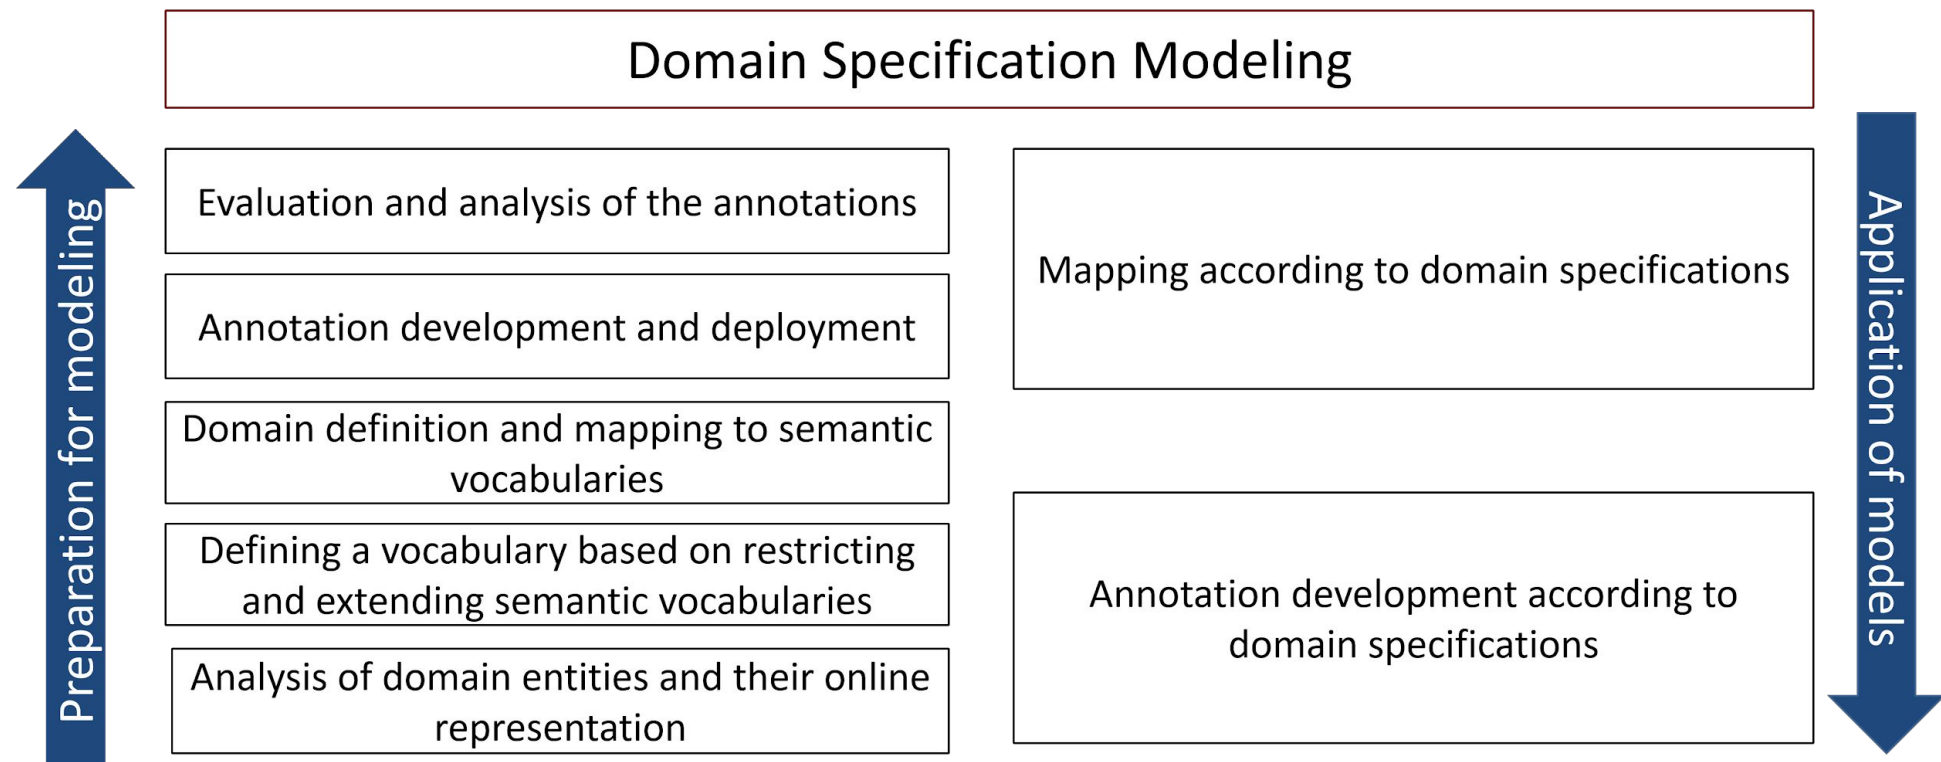 Domain Specification Modeling
Preparation for modeling
Evaluation and analysis of the annotations
Annotation development and deployment
Domain definition and mapping to semantic
vocabularies
Defining a vocabulary based on restricting
and extending semantic vocabularies
Analysis of domain entities and their online
representation
Mapping according to domain specifications
Annotation development according to
domain specifications
Application of models